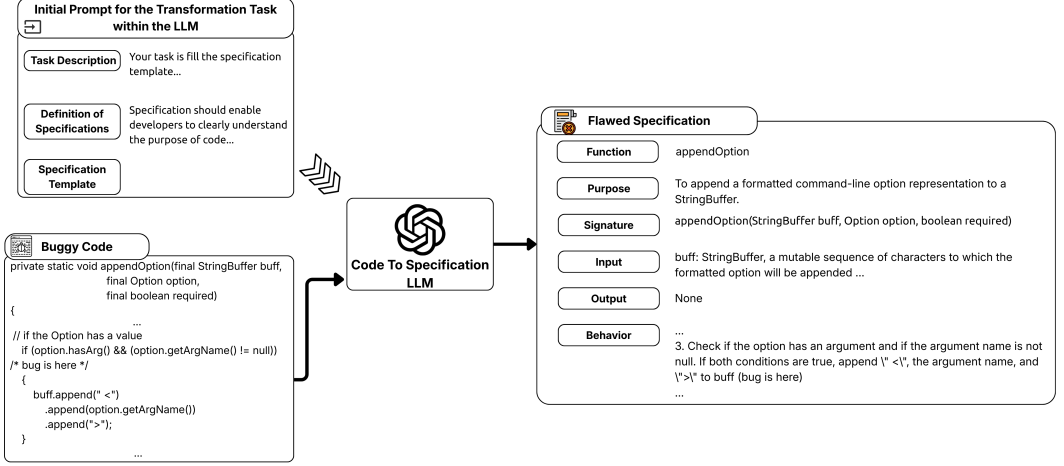 Initial Prompt for the Transformation Task
within the LLM
Task Description
Your task is fill the specification
template...
Definition of
Specifications
Specification should enable
developers to clearly understand
the purpose of code...
Specification
Template
Buggy Code
private static void appendOption(final StringBuffer buff,
final Option option,
final boolean required)
{
...
// if the Option has a value
if (option.hasArg() && (option.getArgName() != null))
/* bug is here */
{
buff.append(" <")
.append(option.getArgName())
.append(">");
}
...
Code To Specification
LLM
Flawed Specification
Function
appendOption
Purpose
To append a formatted command-line option representation to a
StringBuffer.
Signature
appendOption(StringBuffer buff, Option option, boolean required)
Input
buff: StringBuffer, a mutable sequence of characters to which the
formatted option will be appended ...
Output
None
Behavior
...
3. Check if the option has an argument and if the argument name is not
null. If both conditions are true, append \" <\", the argument name, and
\">\" to buff (bug is here)
...